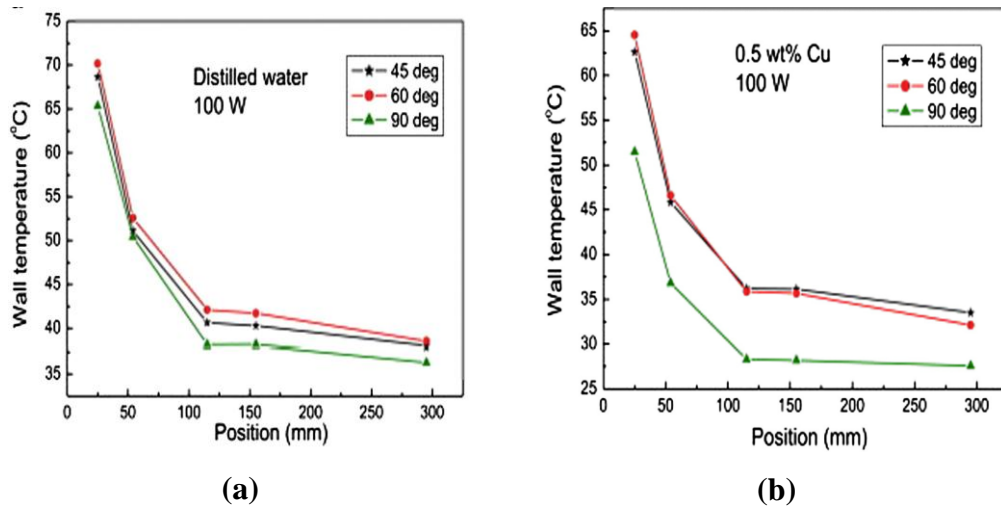 75
70
65
60
55
50
45
40
35
0 50 100 150 200 250 300
Wall temperature (°C)
Position (mm)
Distilled water
100 W
45 deg
60 deg
90 deg
(a)
65
60
55
50
45
40
35
30
25
0 50 100 150 200 250 300
Wall temperature (°C)
Position (mm)
0.5 wt% Cu
100 W
45 deg
60 deg
90 deg
(b)